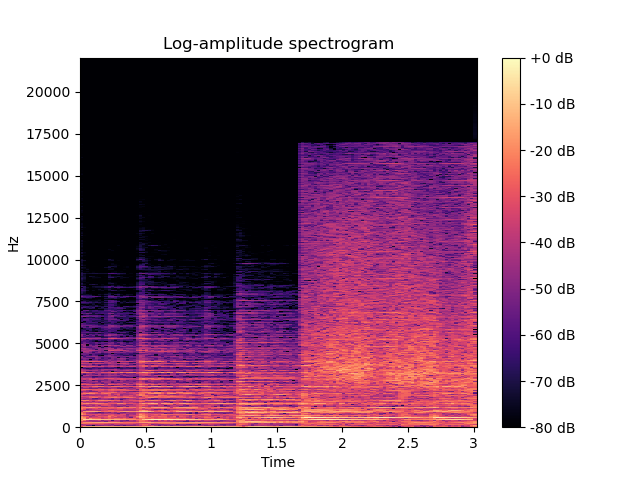 Log-amplitude spectrogram
20000
17500
15000
12500
10000
7500
5000
2500
0
Hz
0 0.5 1 1.5 2 2.5 3
Time
+0 dB
-10 dB
-20 dB
-30 dB
-40 dB
-50 dB
-60 dB
-70 dB
-80 dB